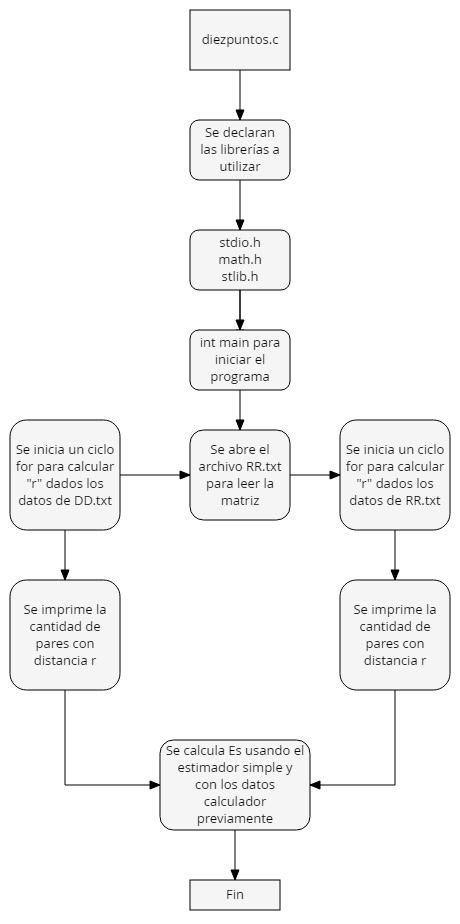 diezpuntos.c
Se declaran
las librerías a
utilizar
stdio.h
math.h
stlib.h
int main para
iniciar el
programa
Se inicia un ciclo
for para calcular
"r" dados los
datos de DD.txt
Se abre el
archivo RR.txt
para leer la
matriz
Se inicia un ciclo
for para calcular
"r" dados los
datos de RR.txt
Se imprime la
cantidad de
pares con
distancia r
Se imprime la
cantidad de
pares con
distancia r
Se calcula Es usando el
estimador simple y
con los datos
calculador
previamente
Fin